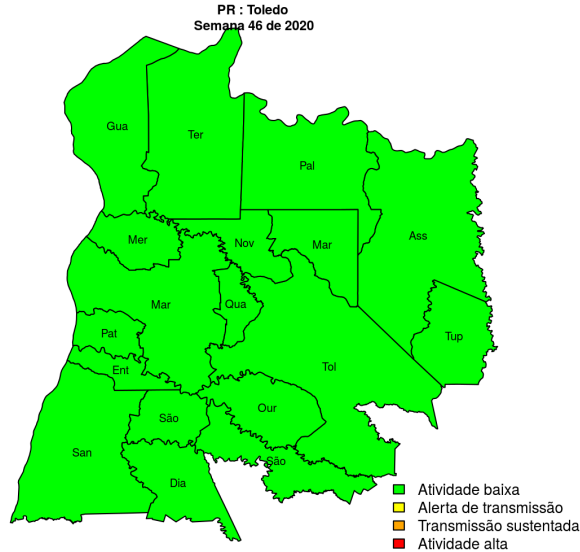 PR : Toledo
Semana 46 de 2020
Gua
Ter
Pal
Mer
Nov
Mar
Ass
Mar
Qua
Pat
Tup
Ent
Tol
São
Our
San
São
Dia
Atividade baixa
Alerta de transmissão
Transmissão sustentada
Atividade alta